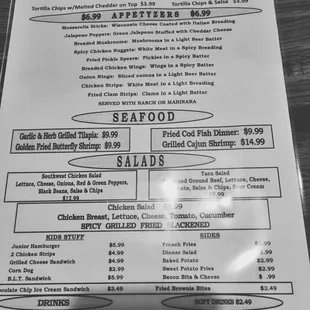 Tortilla Chips w/Melted Cheddar on Top $3.99 Tortilla Chips & Salsa $3.99
$6.99 APPETYZERS $6.99
Mozzarella Sticks: Wisconsin Cheese Coated with Italian Breading
Jalapeno Poppers: Green Jalapeno Stuffed with Cheddar Cheese
Breaded Mushrooms: Mushrooms in a Light Beer Batter
Spicy Chicken Nuggets: White Meat in a Spicy Breading
Fried Pickle Spears: Pickles in a Spicy Batter
Breaded Chicken Wings: Wings in a Spicy Batter
Onion Rings: Sliced onions in a Light Beer Batter
Chicken Strips: White Meat in a Light Breading
Fried Clam Strips: Clams in a Light Batter
SERVED WITH RANCH OR MARINARA
SEAFOOD
Garlic & Herb Grilled Tilapia: $9.99
Golden Fried Butterfly Shrimp: $9.99
Fried Cod Fish Dinner: $9.99
Grilled Cajun Shrimp: $14.99
SALADS
Southwest Chicken Salad
Lettuce, Cheese, Onions, Red & Green Peppers,
Black Beans, Salsa & Chips
Taco Salad
Ground Beef, Lettuce, Cheese,
Salsa & Chips, Sour Cream
Chicken Salad
Chicken Breast, Lettuce, Cheese, Tomato, Cucumber
SPICY GRILLED FRIED BLACKENED
KIDS STUFF
Junior Hamburger $5.99
2 Chicken Strips $4.99
Grilled Cheese Sandwich $4.99
Corn Dog $2.99
B.L.T. Sandwich $5.99
SIDES
French Fries
Dinner Salad
Baked Potato $2.99
Sweet Potato Fries $2.99
Bacon Bits & Cheese
Chip Ice Cream Sandwich $3.49 Fried Brownie Bites $3.49
DRINKS
SOFT DRINKS $2.49